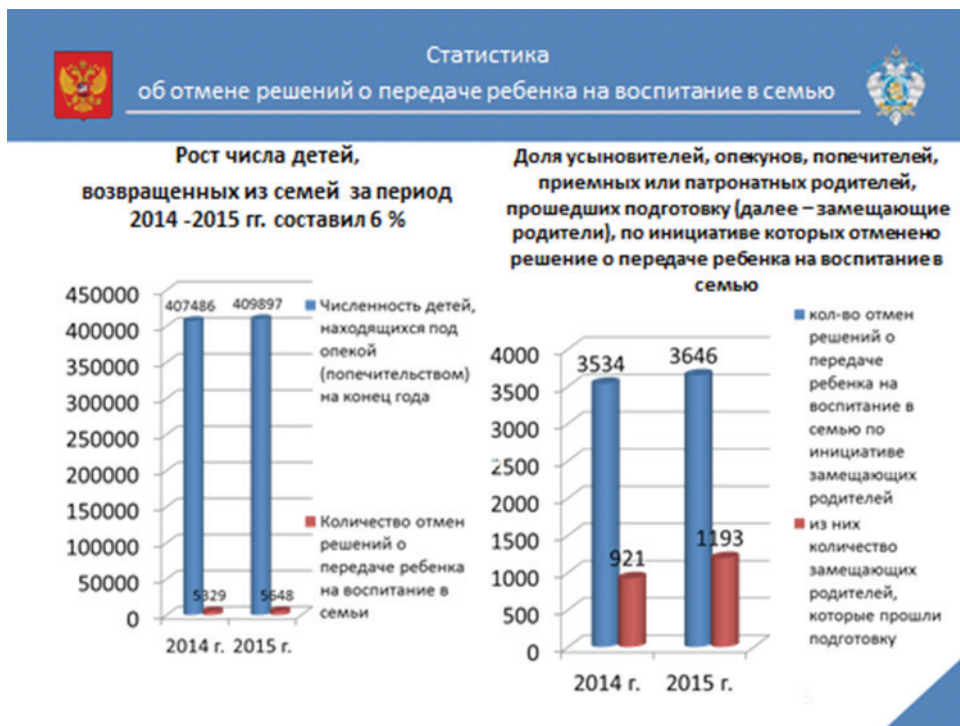 Статистика
об отмене решений о передаче ребенка на воспитание в семью
Рост числа детей,
возвращенных из семей за период
2014 -2015 гг. составил 6 %
450000
400000
350000
300000
250000
200000
150000
100000
50000
0
407486 409897
5329 5648
2014 г. 2015 г.
Численность детей,
находящихся под
опекой
(попечительством)
на конец года
Количество отмен
решений о
передаче ребенка
на воспитание в
семьи
Доля усыновителей, опекунов, попечителей,
приемных или патронатных родителей,
прошедших подготовку (далее – замещающие
родители), по инициативе которых отменено
решение о передаче ребенка на воспитание в
семью
4000
3500
3000
2500
2000
1500
1000
500
0
3534 3646
921 1193
2014 г. 2015 г.
кол-во отмен
решений о
передаче
ребенка на
воспитание в
семью по
инициативе
замещающих
родителей
из них
количество
замещающих
родителей,
которые прошли
подготовку
5